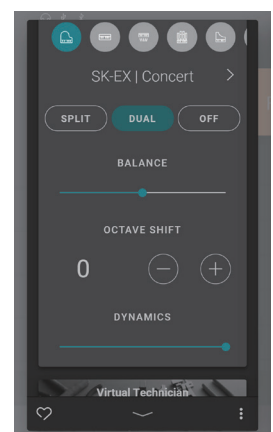 SK-EX | Concert
SPLIT DUAL OFF
BALANCE
OCTAVE SHIFT
0
DYNAMICS
Virtual Technician